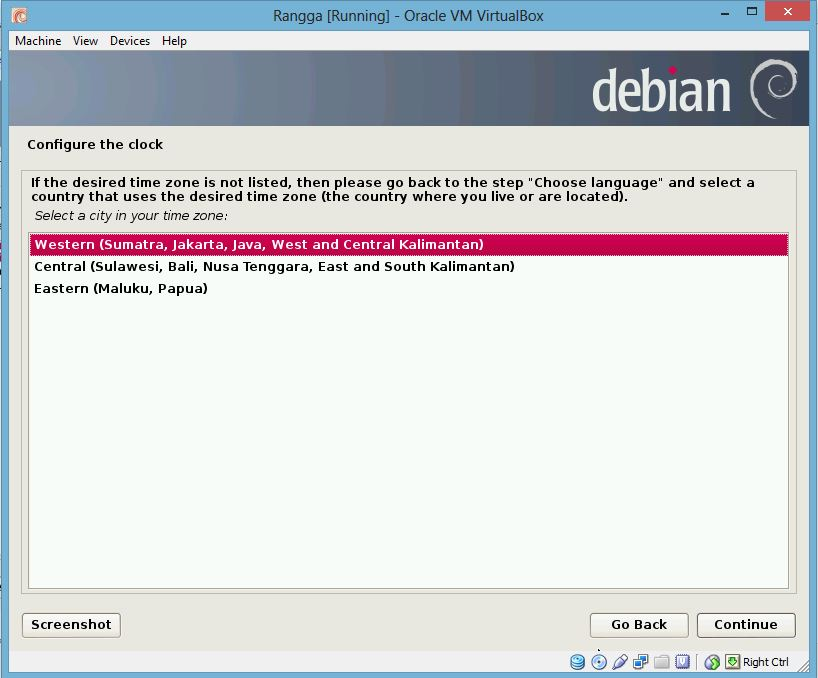 Rangga [Running] - Oracle VM VirtualBox
Machine View Devices Help
debian
Configure the clock
If the desired time zone is not listed, then please go back to the step "Choose language" and select a
country that uses the desired time zone (the country where you live or are located).
Select a city in your time zone:
Western (Sumatra, Jakarta, Java, West and Central Kalimantan)
Central (Sulawesi, Bali, Nusa Tenggara, East and South Kalimantan)
Eastern (Maluku, Papua)
Screenshot Go Back Continue
Right Ctrl